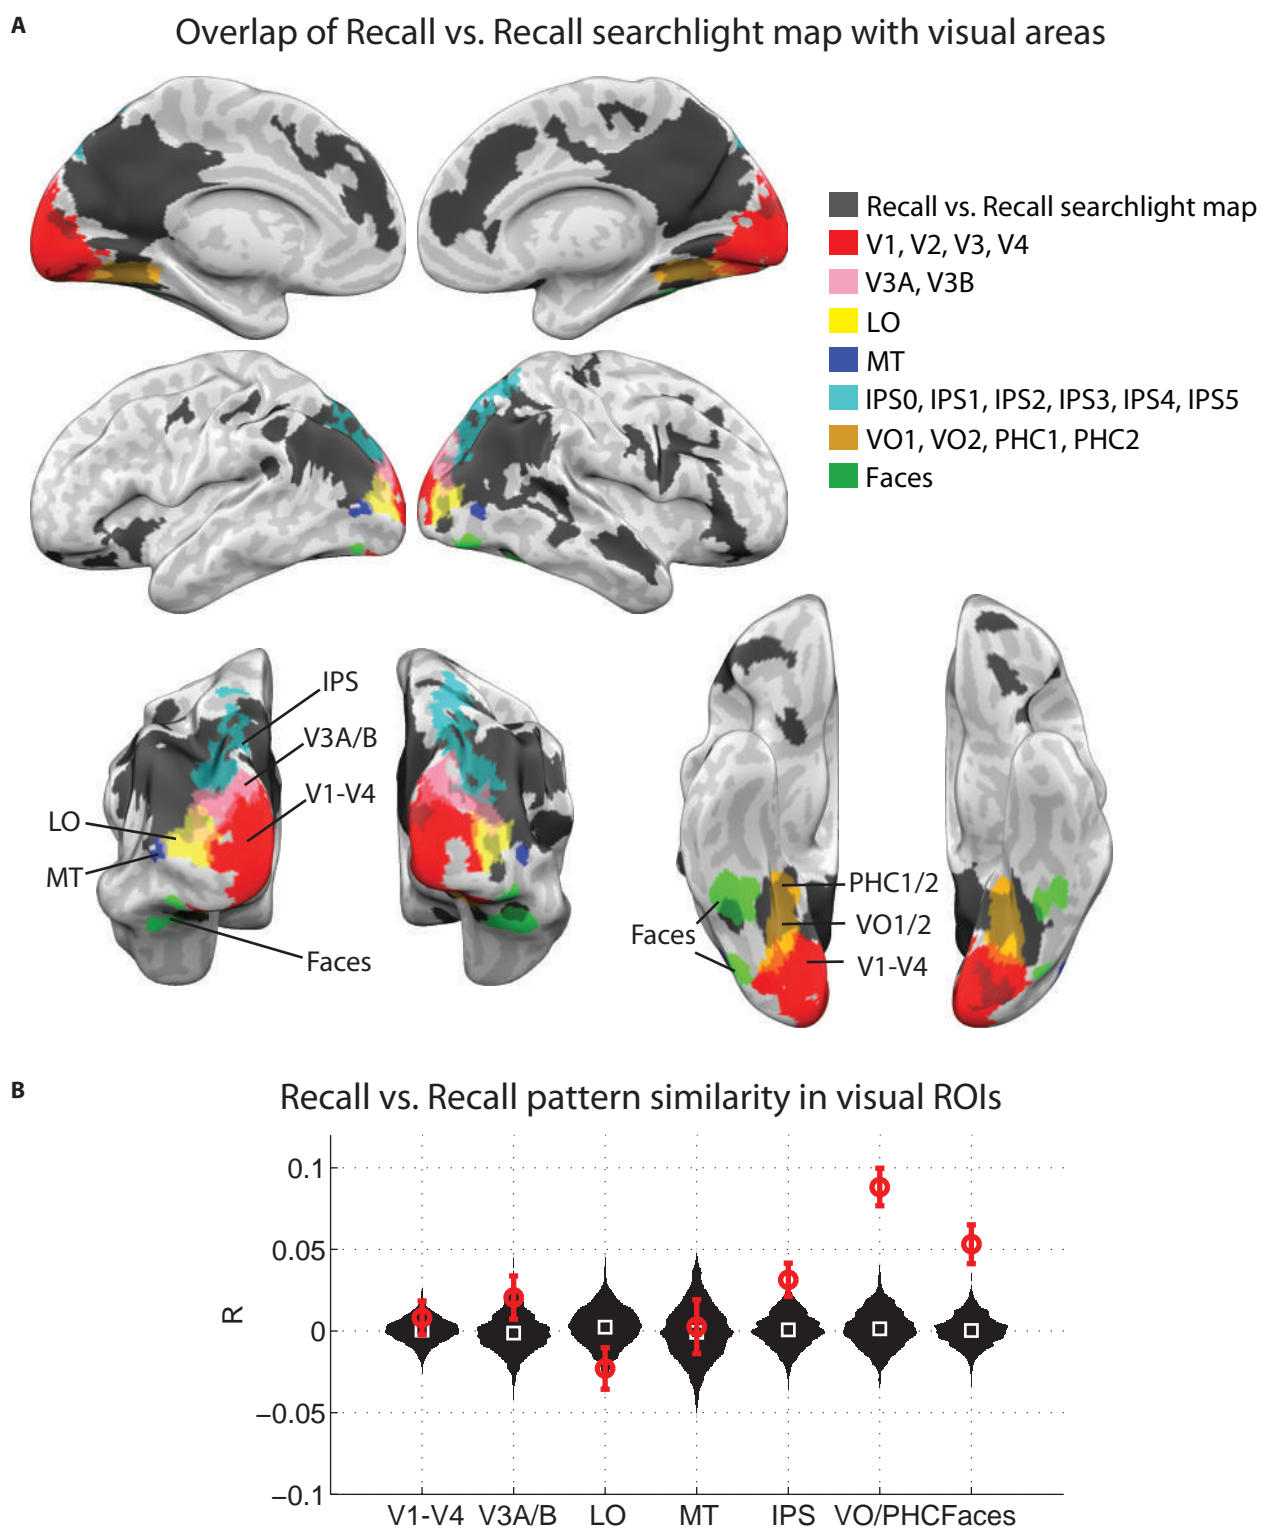 A
Overlap of Recall vs. Recall searchlight map with visual areas
Recall vs. Recall searchlight map
V1, V2, V3, V4
V3A, V3B
LO
MT
IPS0, IPS1, IPS2, IPS3, IPS4, IPS5
VO1, VO2, PHC1, PHC2
Faces
IPS
V3A/B
V1-V4
LO
MT
Faces
PHC1/2
VO1/2
Faces
V1-V4
B
Recall vs. Recall pattern similarity in visual ROIs
R
0.1
0.05
0
−0.05
−0.1
V1-V4 V3A/B LO MT IPS VO/PHC Faces